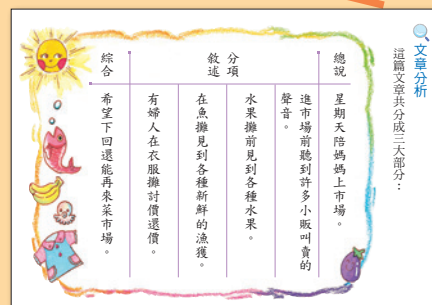 文章分析
這篇文章共分成三大部分：
總說
星期天陪媽媽上市場。
分項
敘述
進市場前聽到許多小販叫賣的
聲音。
水果攤前見到各種水果。
在魚攤見到各種新鮮的漁獲。
有婦人在衣服攤討價還價。
綜合
希望下回還能再來菜市場。